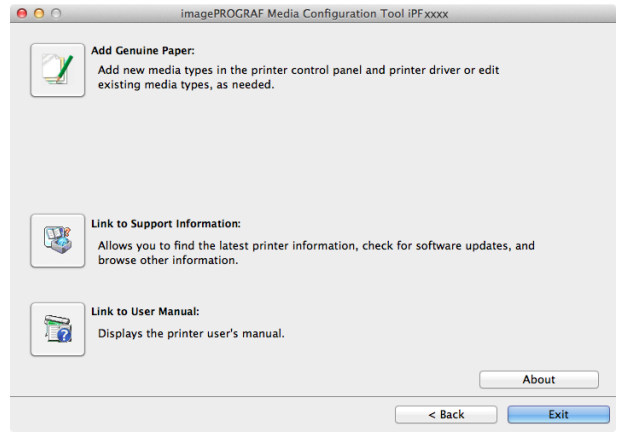 imagePROGRAF Media Configuration Tool iPFxxxx
Add Genuine Paper:
Add new media types in the printer control panel and printer driver or edit
existing media types, as needed.
Link to Support Information:
Allows you to find the latest printer information, check for software updates, and
browse other information.
Link to User Manual:
Displays the printer user's manual.
About
< Back
Exit